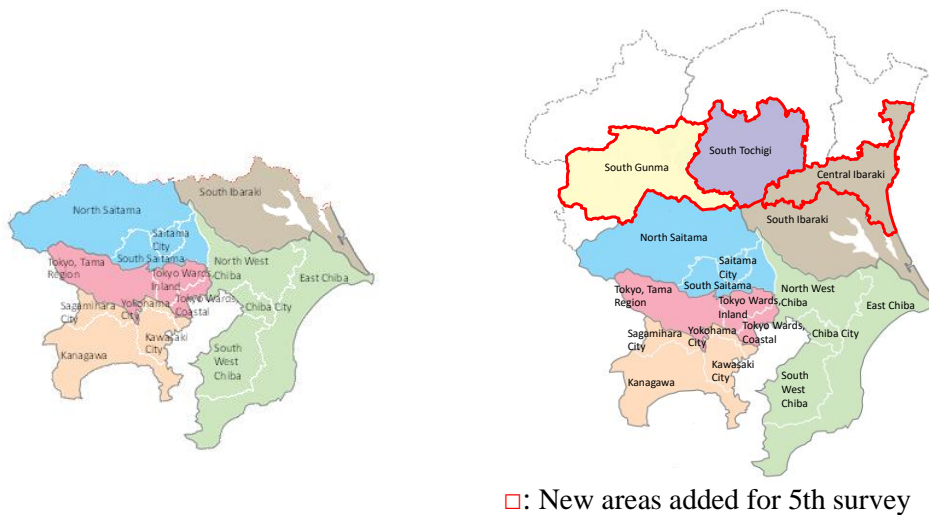 South Ibaraki
North Saitama
Saitama
City
South Saitama
Tokyo, Tama
Region
Tokyo Wards,
Inland
North West
Chiba
East Chiba
Sagamihara
City
Yokohama
City
Tokyo Wards,
Coastal
Chiba City
Kawasaki
City
Kanagawa
South
West
Chiba
South Tochigi
South Gunma
Central Ibaraki
South Ibaraki
North Saitama
Saitama
City
South Saitama
Tokyo, Tama
Region
Tokyo Wards,
Inland
North West
Chiba
East Chiba
Sagamihara
City
Yokohama
City
Tokyo Wards,
Coastal
Chiba City
Kawasaki
City
Kanagawa
South
West
Chiba
□: New areas added for 5th survey